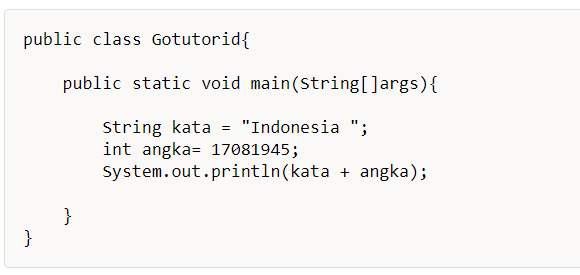 public class Gotutorid{
public static void main(String[]args){
String kata = "Indonesia ";
int angka= 17081945;
System.out.println(kata + angka);
}
}